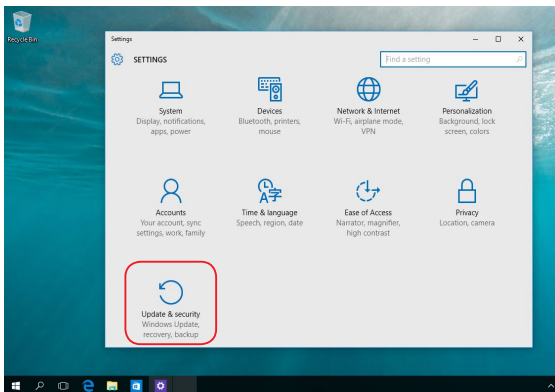 Recycle Bin
Settings
SETTINGS
Find a setting
System
Display, notifications,
apps, power
Devices
Bluetooth, printers,
mouse
Network & Internet
Wi-Fi, airplane mode,
VPN
Personalization
Background, lock
screen, colors
Accounts
Your account, sync
settings, work, family
Time & language
Speech, region, date
Ease of Access
Narrator, magnifier,
high contrast
Privacy
Location, camera
Update & security
Windows Update,
recovery, backup